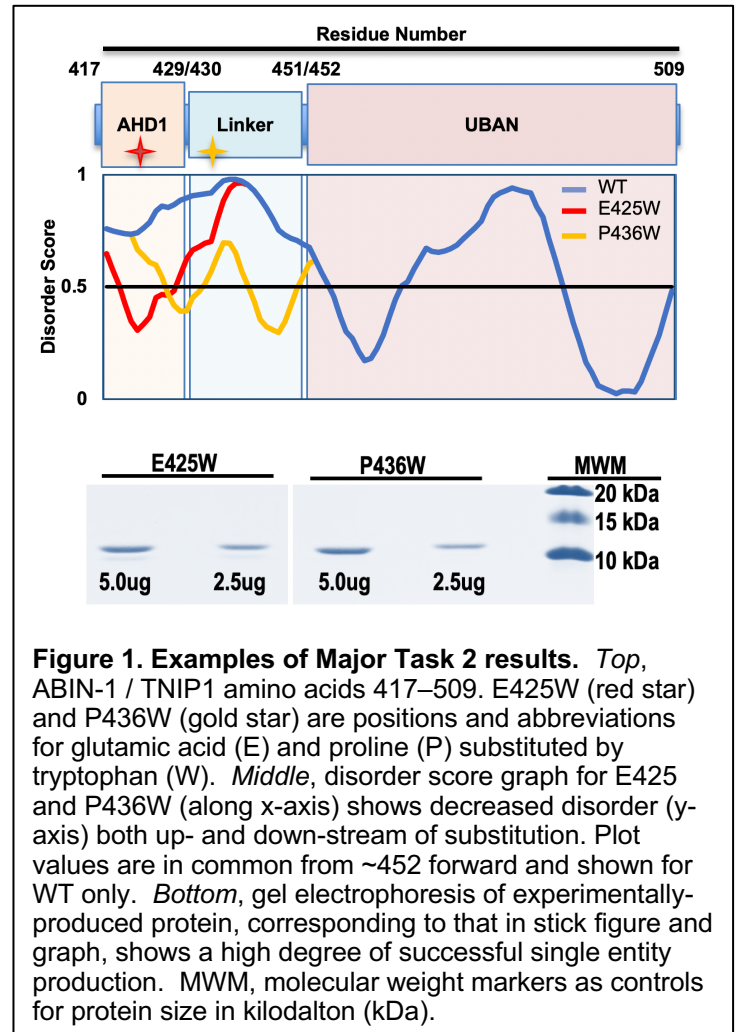 Residue Number
417 429/430 451/452 509
AHD1 Linker UBAN
1
WT
E425W
P436W
0.5
Disorder Score
0
E425W P436W MWM
20 kDa
15 kDa
10 kDa
5.0ug 2.5ug 5.0ug 2.5ug
Figure 1. Examples of Major Task 2 results. Top,
ABIN-1 / TNIP1 amino acids 417–509. E425W (red star)
and P436W (gold star) are positions and abbreviations
for glutamic acid (E) and proline (P) substituted by
tryptophan (W). Middle, disorder score graph for E425
and P436W (along x-axis) shows decreased disorder (y-
axis) both up- and down-stream of substitution. Plot
values are in common from ~452 forward and shown for
WT only. Bottom, gel electrophoresis of experimentally-
produced protein, corresponding to that in stick figure and
graph, shows a high degree of successful single entity
production. MWM, molecular weight markers as controls
for protein size in kilodalton (kDa).